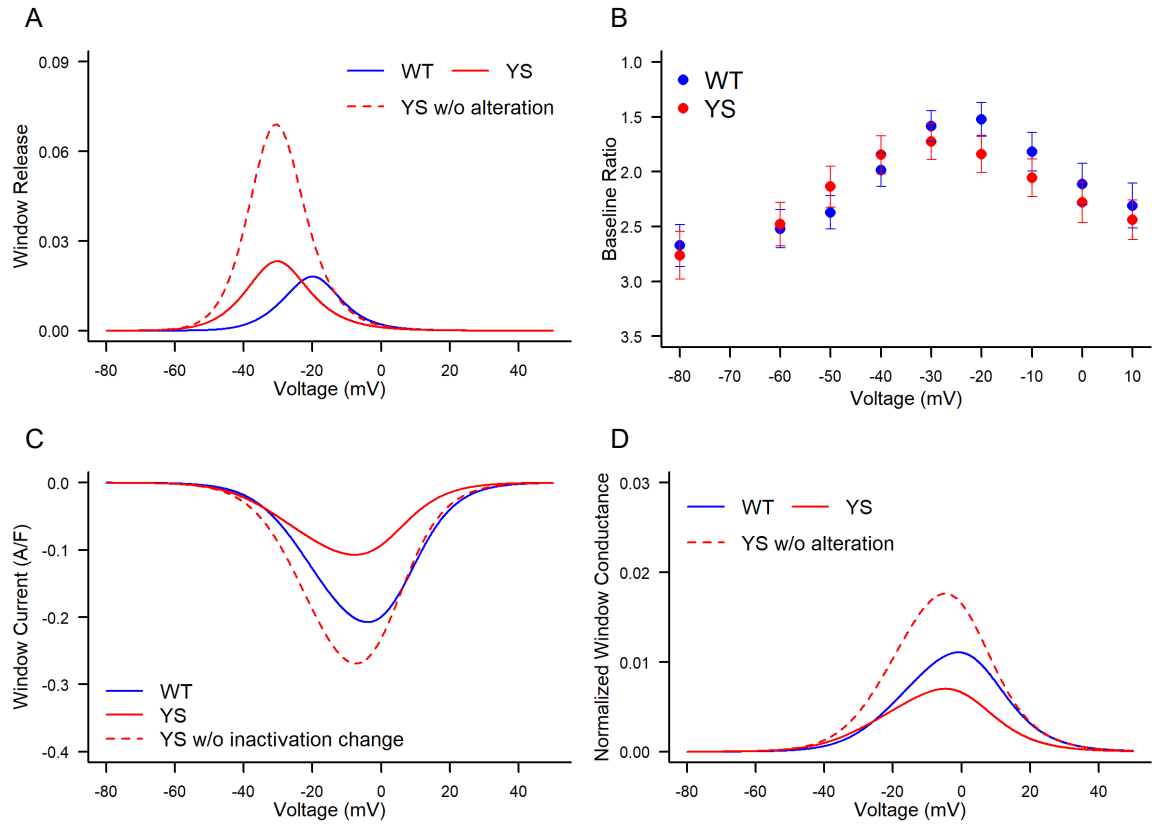 A
Window Release
0.09
0.06
0.03
0.00
WT YS
YS w/o alteration
-80 -60 -40 -20 0 20 40
Voltage (mV)
B
Baseline Ratio
1.0
1.5
2.0
2.5
3.0
3.5
WT
YS
-80 -70 -60 -50 -40 -30 -20 -10 0 10
Voltage (mV)
C
Window Current (A/F)
0.0
-0.1
-0.2
-0.3
-0.4
WT
YS
YS w/o inactivation change
-80 -60 -40 -20 0 20 40
Voltage (mV)
D
Normalized Window Conductance
0.03
0.02
0.01
0.00
WT YS
YS w/o alteration
-80 -60 -40 -20 0 20 40
Voltage (mV)